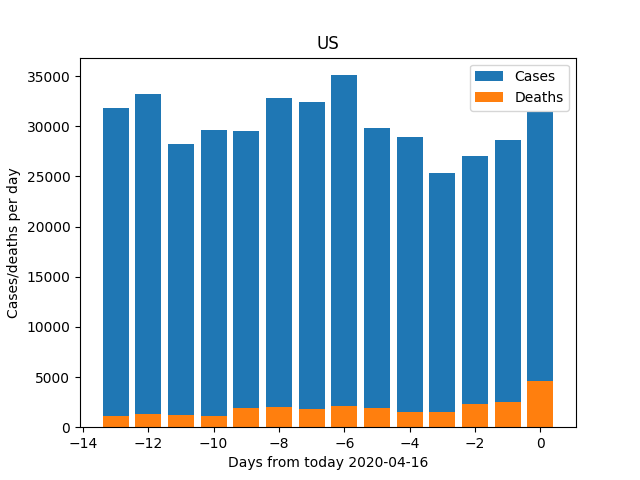 US
Cases
Deaths
Cases/deaths per day
35000
30000
25000
20000
15000
10000
5000
0
−14 −12 −10 −8 −6 −4 −2 0
Days from today 2020-04-16